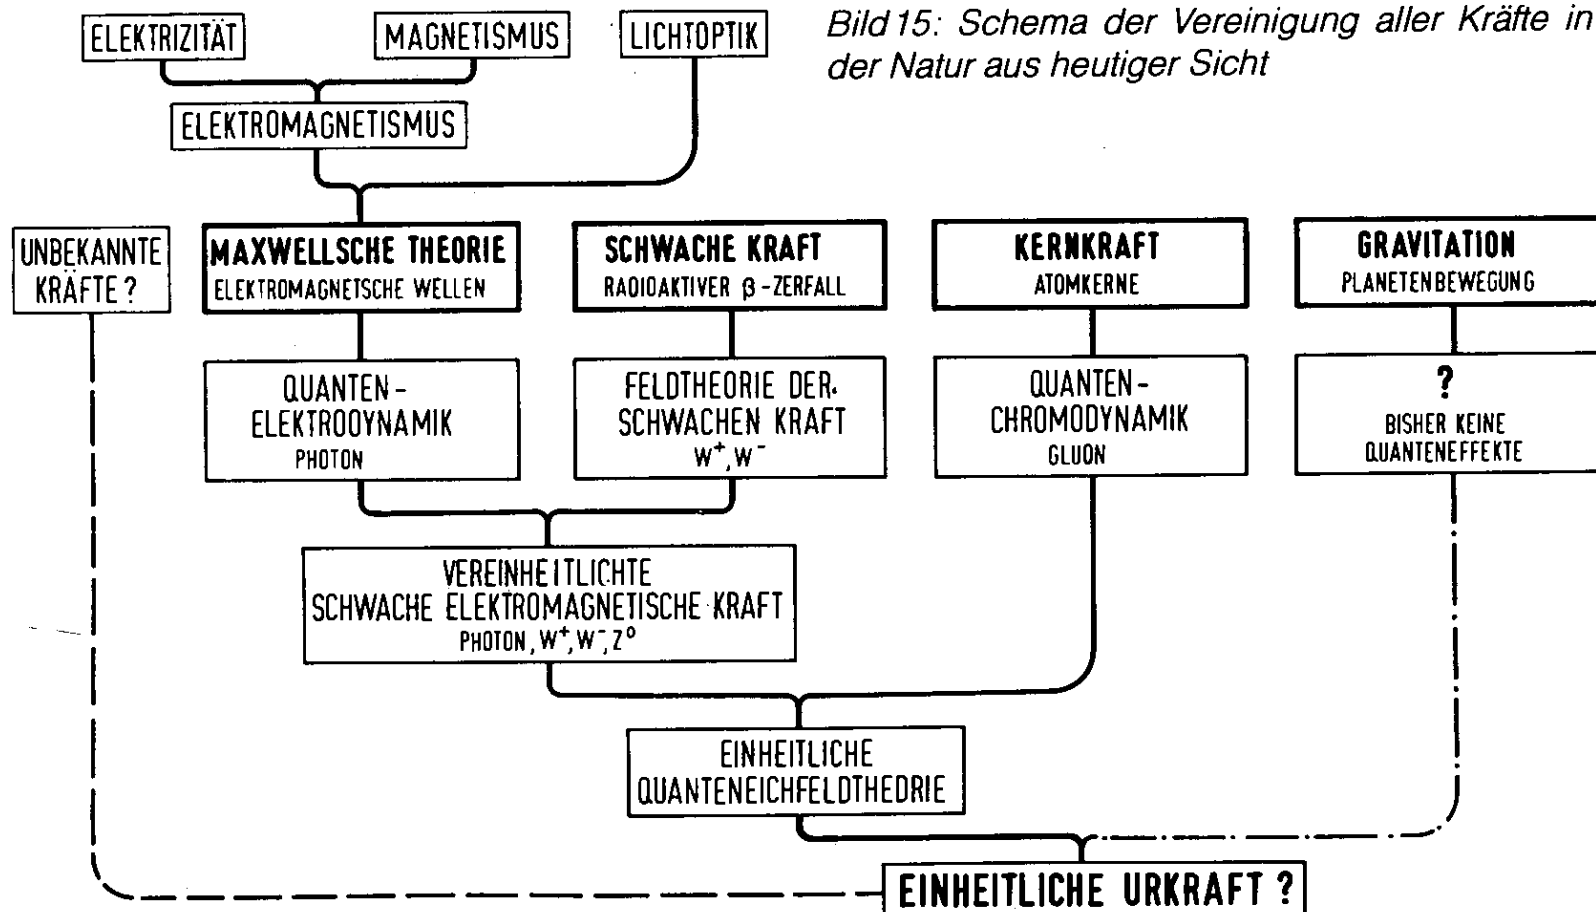 Bild 15: Schema der Vereinigung aller Kräfte in
der Natur aus heutiger Sicht
ELEKTRIZITÄT
MAGNETISMUS
LICHTOPTIK
ELEKTROMAGNETISMUS
UNBEKANNTE
KRÄFTE?
MAXWELLSCHE THEORIE
ELEKTROMAGNETSCHE WELLEN
SCHWACHE KRAFT
RADIOAKTIVER β-ZERFALL
KERNKRAFT
ATOMKERNE
GRAVITATION
PLANETENBEWEGUNG
QUANTEN-
ELEKTRODYNAMIK
PHOTON
FELDTHEORIE DER
SCHWACHEN KRAFT
W⁺, W⁻
QUANTEN-
CHROMODYNAMIK
GLUON
?
BISHER KEINE
QUANTENEFFEKTE
VEREINHEITLICHTE
SCHWACHE ELEKTROMAGNETISCHE KRAFT
PHOTON, W⁺, W⁻, Z⁰
EINHEITLICHE
QUANTENEICHFELDTHEDRIE
EINHEITLICHE URKRAFT ?